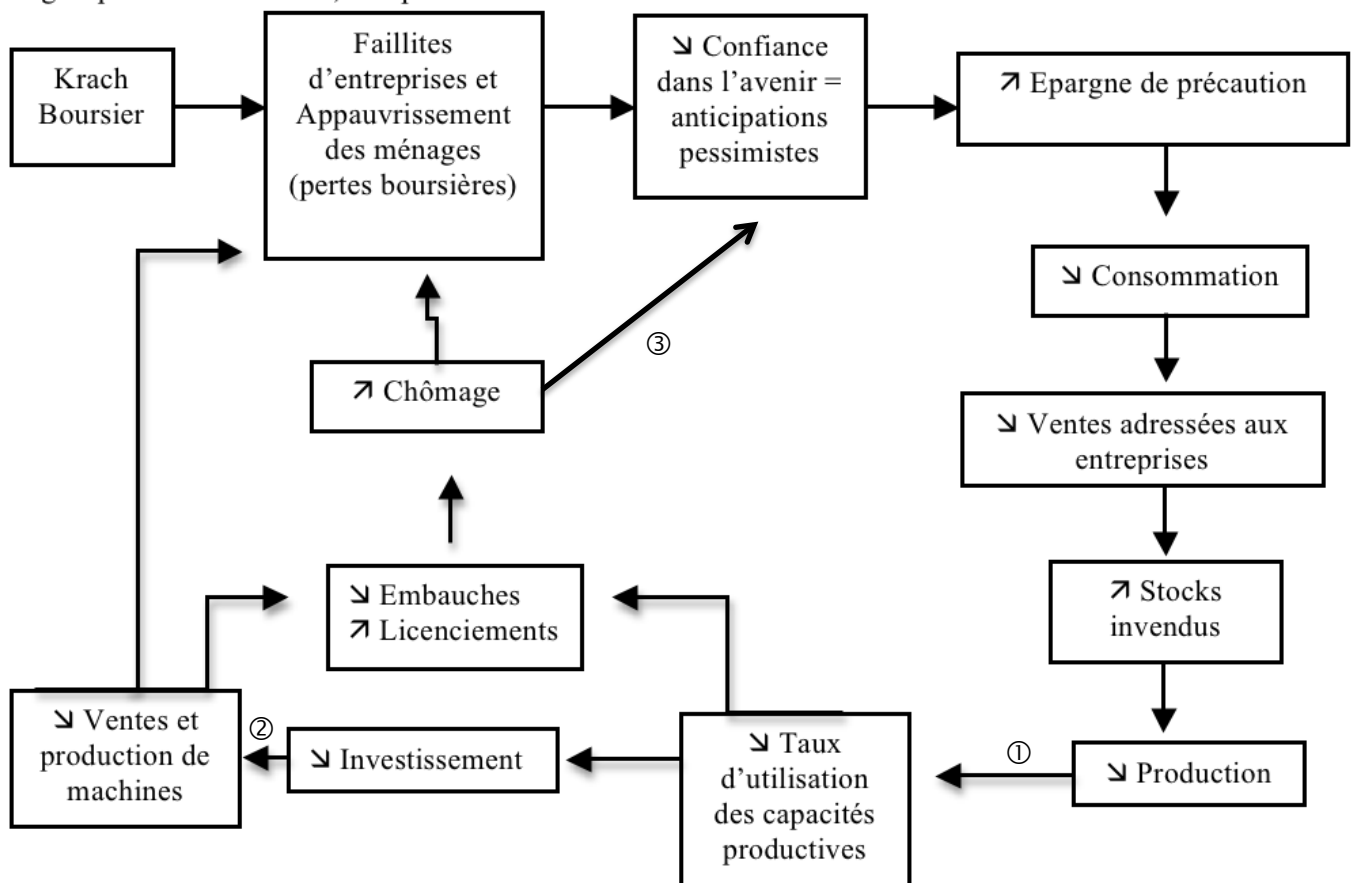 Krach
Boursier
Faillites
d'entreprises et
Appauvrissement
des ménages
(pertes boursières)
↘ Confiance
dans l'avenir =
anticipations
pessimistes
↗ Epargne de précaution
↘ Consommation
↘ Ventes adressées aux
entreprises
↗ Stocks
invendus
↘ Production
①
↘ Taux
d'utilisation
des capacités
productives
↘ Investissement
②
↘ Ventes et
production de
machines
↘ Embauches
↗ Licenciements
↗ Chômage
③